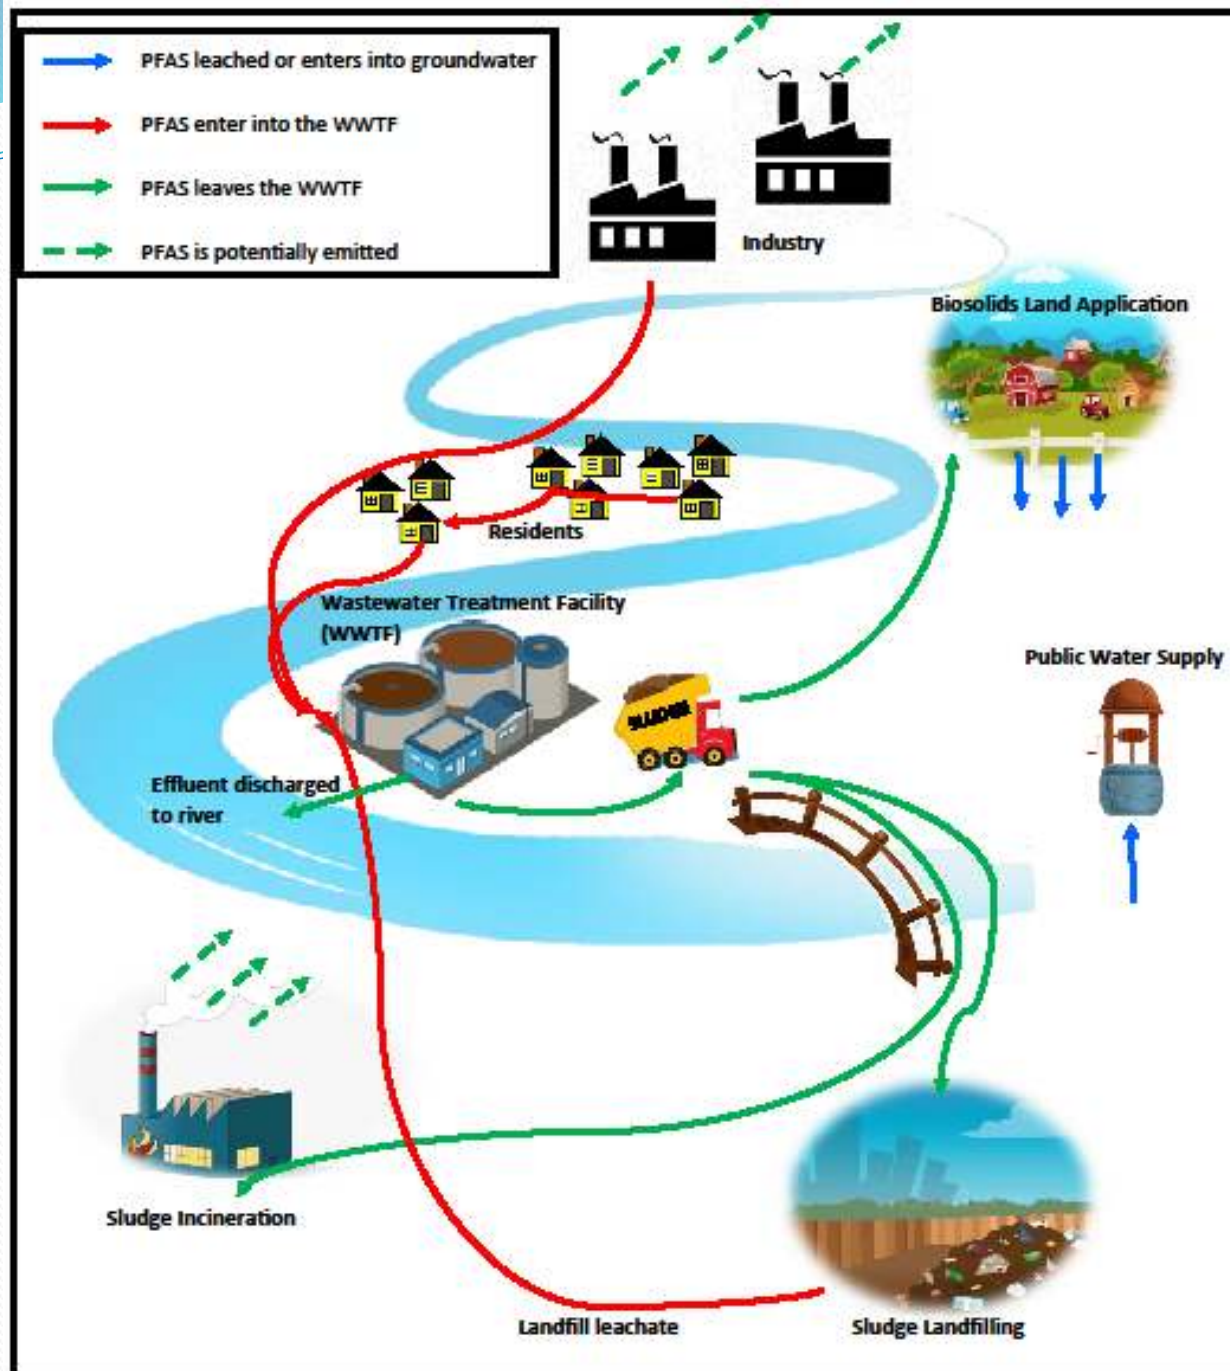 PFAS leached or enters into groundwater
PFAS enter into the WWTF
PFAS leaves the WWTF
PFAS is potentially emitted
Industry
Biosolids Land Application
Residents
Wastewater Treatment Facility
(WWTF)
Public Water Supply
SLUDGE
Effluent discharged
to river
Sludge Incineration
Landfill leachate
Sludge Landfilling